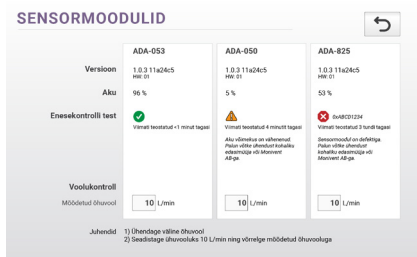 SENSORMOODULID
ADA-053 ADA-050 ADA-825
Versioon 1.0.3 11a24c5 1.0.3 11a24c5 1.0.3 11a24c5
HW: 01 HW: 01 HW: 01
Aku 96 % 5 % 53 %
Enesekontrolli test 0xABCD1234
Viimati teostatud <1 minut tagasi Viimati teostatud 4 minutit tagasi Viimati teostatud 3 tundi tagasi
Aku võimekus on vähenenud. Sensormoodul on defektiga.
Palun võtke ühendust kohaliku Palun võtke ühendust
edasimüüja või Monivent kohaliku edasimüüja või
AB-ga. Monivent AB-ga.
Voolukontroll
Mõõdetud õhuvool 10 L/min 10 L/min 10 L/min
Juhendid 1) Ühendage väline õhuvool
2) Seadistage õhuvooluks 10 L/min ning võrrelge mõõdetud õhuvooluga